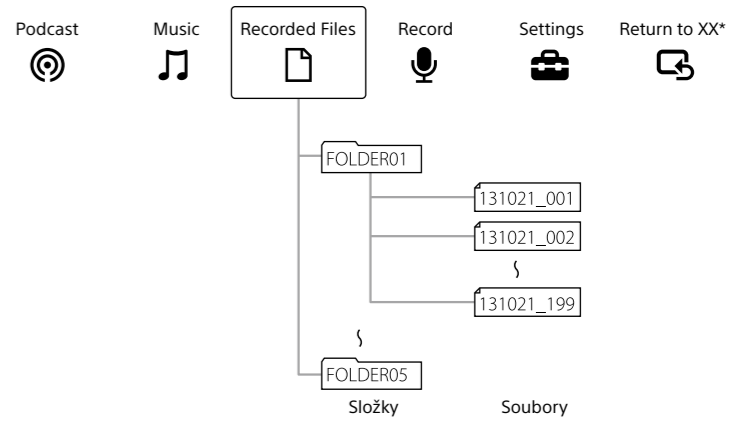 Podcast Music Recorded Files Record Settings Return to XX*
FOLDER01
131021_001
131021_002
131021_199
FOLDER05
Složky Soubory